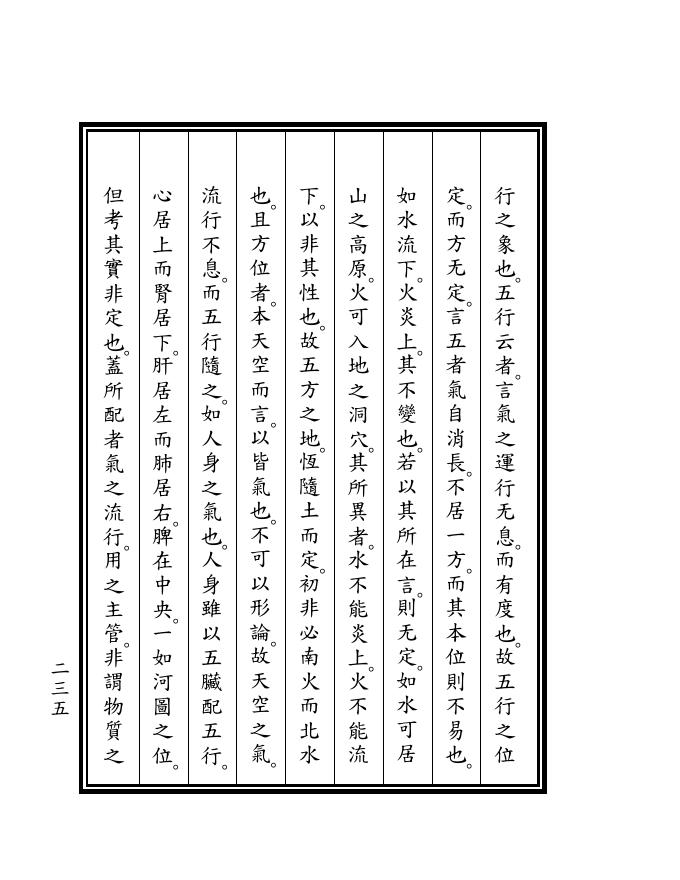 行之象也。五行云者。言氣之運行无息。而有度也。故五行之位
定。而方无定。言五者氣自消長。不居一方。而其本位則不易也。
如水流下。火炎上。其不變也。若以其所在言。則无定。如水可居
山之高原。火可入地之洞穴。其所異者。水不能炎上。火不能流
下。以非其性也。故五方之地。恆隨土而定。初非必南火而北水
也。且方位者。本天空而言。以皆氣也。不可以形論。故天空之氣。
流行不息。而五行隨之。如人身之氣也。人身雖以五臟配五行。
心居上而腎居下。肝居左而肺居右。脾在中央。一如河圖之位。
但考其實非定也。蓋所配者氣之流行。用之主管。非謂物質之
二三五